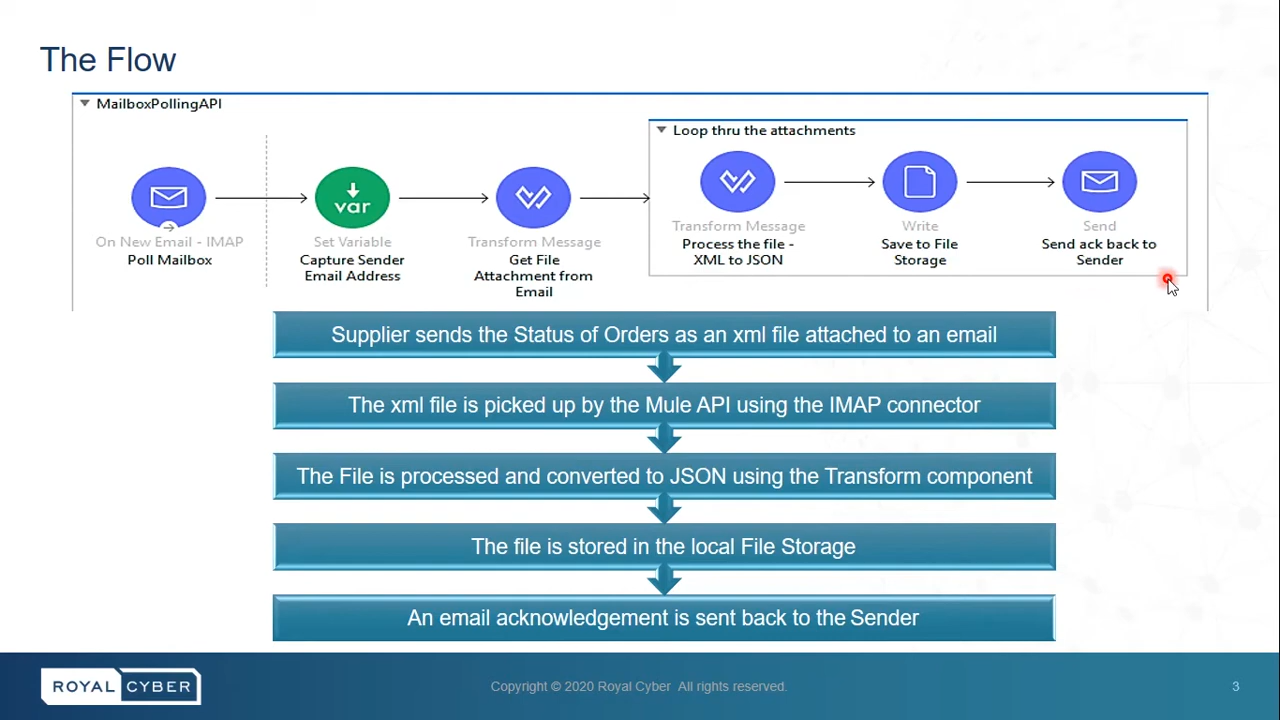 The Flow
MailboxPollingAPI
Loop thru the attachments
var
On New Email - IMAP
Poll Mailbox
Set Variable
Capture Sender
Email Address
Transform Message
Get File
Attachment from
Email
Transform Message
Process the file -
XML to JSON
Write
Save to File
Storage
Send
Send ack back to
Sender
Supplier sends the Status of Orders as an xml file attached to an email
The xml file is picked up by the Mule API using the IMAP connector
The File is processed and converted to JSON using the Transform component
The file is stored in the local File Storage
An email acknowledgement is sent back to the Sender
ROYAL CYBER
Copyright © 2020 Royal Cyber All rights reserved.
3